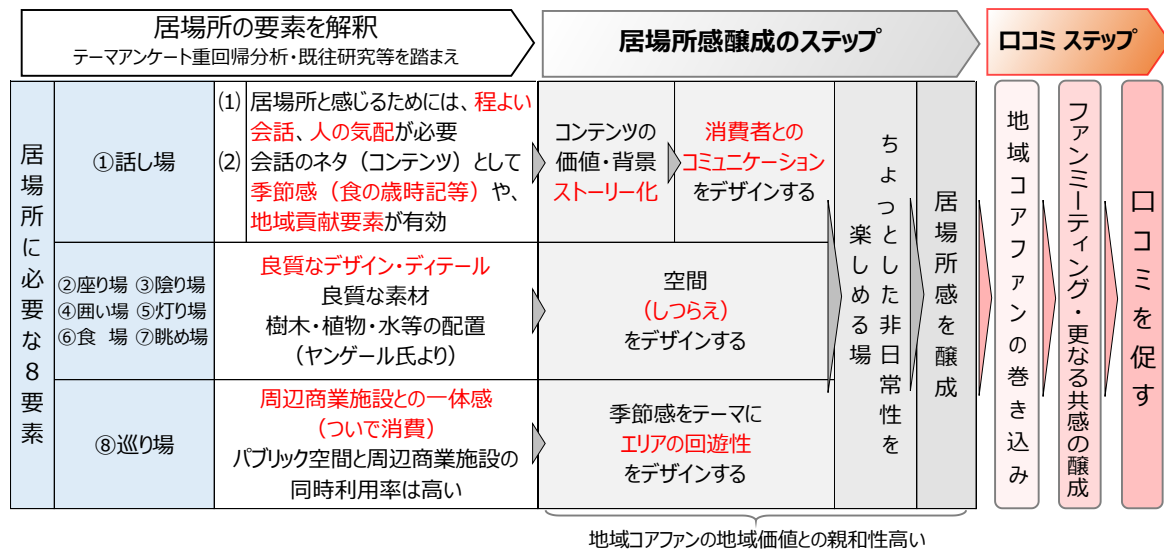 居場所の要素を解釈
テーマアンケート重回帰分析・既往研究等を踏まえ
居場所感醸成のステップ
口コミ ステップ
居場所に必要な8要素
①話し場
(1) 居場所と感じるためには、程よい
会話、人の気配が必要
(2) 会話のネタ（コンテンツ）として
季節感（食の歳時記等）や、
地域貢献要素が有効
コンテンツの
価値・背景
ストーリー化
消費者との
コミュニケーション
をデザインする
②座り場 ③陰り場
④囲い場 ⑤灯り場
⑥食 場 ⑦眺め場
良質なデザイン・ディテール
良質な素材
樹木・植物・水等の配置
(ヤンゲール氏より)
空間
(しつらえ)
をデザインする
⑧巡り場
周辺商業施設との一体感
(ついで消費)
パブリック空間と周辺商業施設の
同時利用率は高い
季節感をテーマに
エリアの回遊性
をデザインする
ちょっとした非日常性を
楽しめる場
居場所感を醸成
地域コアファンの巻き込み
ファンミーティング・更なる共感の醸成
口コミを促す
地域コアファンの地域価値との親和性高い